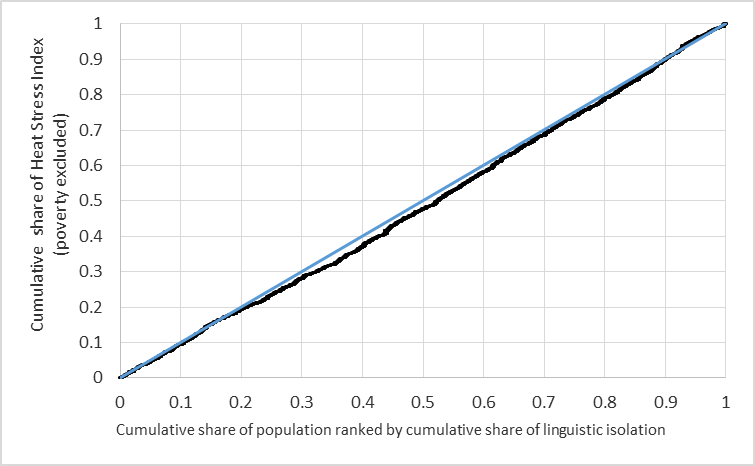 Cumulative share of Heat Stress Index
(poverty excluded)
1
0.9
0.8
0.7
0.6
0.5
0.4
0.3
0.2
0.1
0
0 0.1 0.2 0.3 0.4 0.5 0.6 0.7 0.8 0.9 1
Cumulative share of population ranked by cumulative share of linguistic isolation